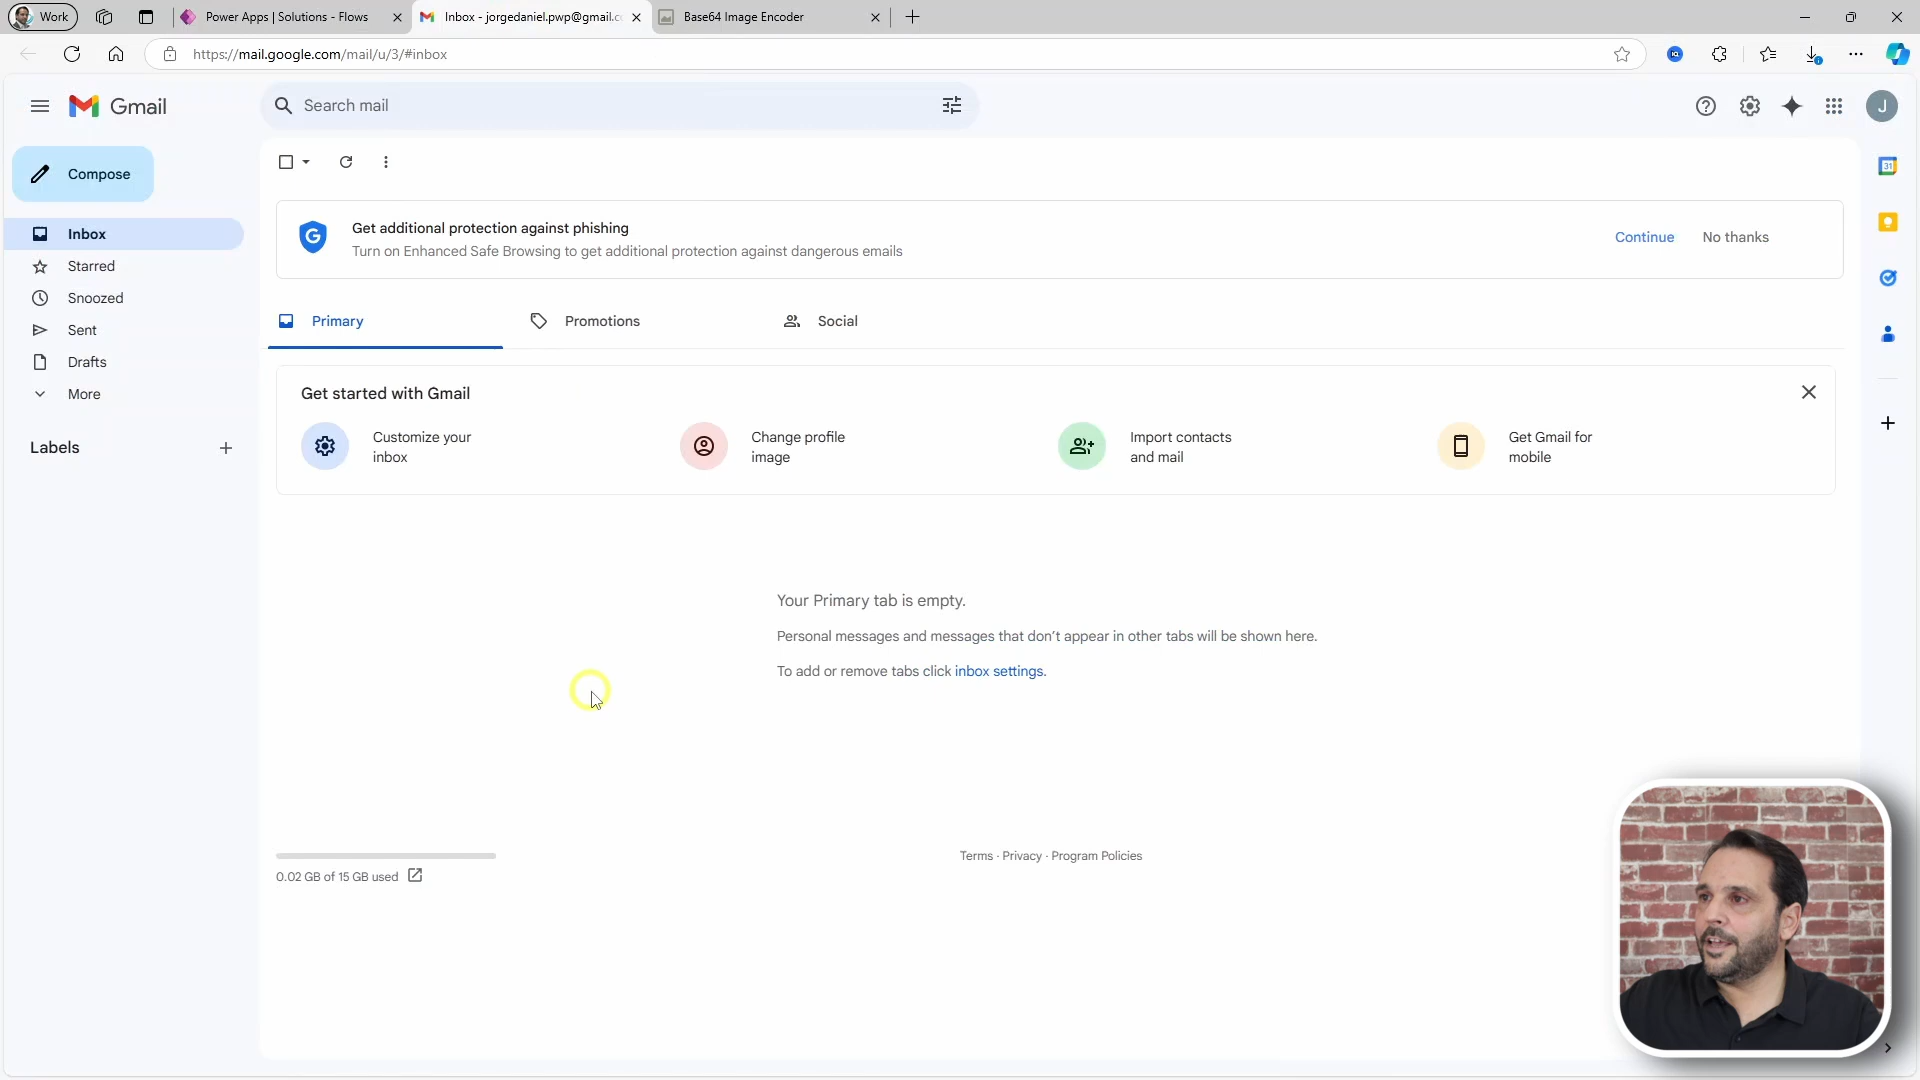 Work
Power Apps | Solutions - Flows
Inbox - jorgedaniel.pwp@gmail.c
Base64 Image Encoder
https://mail.google.com/mail/u/3/#inbox
Gmail
Search mail
J
Compose
31
Inbox
Starred
Snoozed
Sent
Drafts
More
Labels
G
Get additional protection against phishing
Turn on Enhanced Safe Browsing to get additional protection against dangerous emails
Continue
No thanks
Primary
Promotions
Social
Get started with Gmail
Customize your
inbox
Change profile
image
Import contacts
and mail
Get Gmail for
mobile
Your Primary tab is empty.
Personal messages and messages that don't appear in other tabs will be shown here.
To add or remove tabs click inbox settings.
Terms · Privacy · Program Policies
0.02 GB of 15 GB used